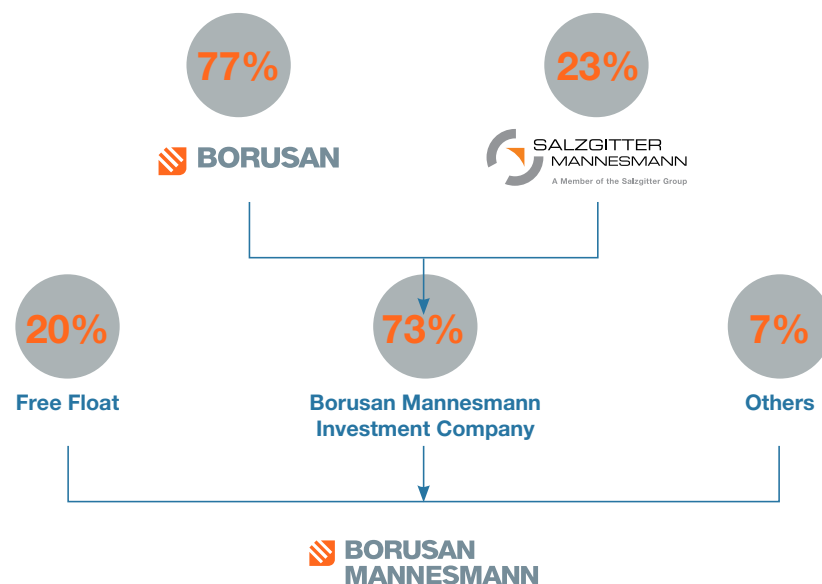 77%
23%
BORUSAN
SALZGITTER
MANNESMANN
A Member of the Salzgitter Group
20%
73%
7%
Free Float
Borusan Mannesmann
Investment Company
Others
BORUSAN
MANNESMANN